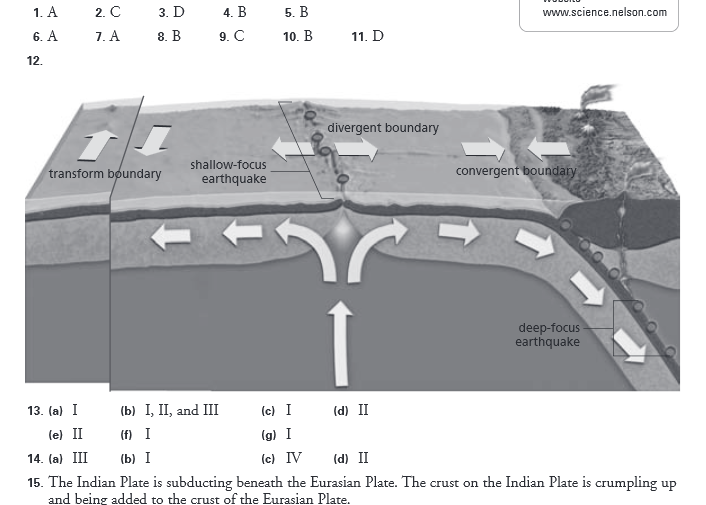 website
www.science.nelson.com
1. A 2. C 3. D 4. B 5. B
6. A 7. A 8. B 9. C 10. B 11. D
12.
divergent boundary
shallow-focus
earthquake
transform boundary
convergent boundary
deep-focus
earthquake
13. (a) I (b) I, II, and III (c) I (d) II
(e) II (f) I (g) I
14. (a) III (b) I (c) IV (d) II
15. The Indian Plate is subducting beneath the Eurasian Plate. The crust on the Indian Plate is crumpling up
and being added to the crust of the Eurasian Plate.